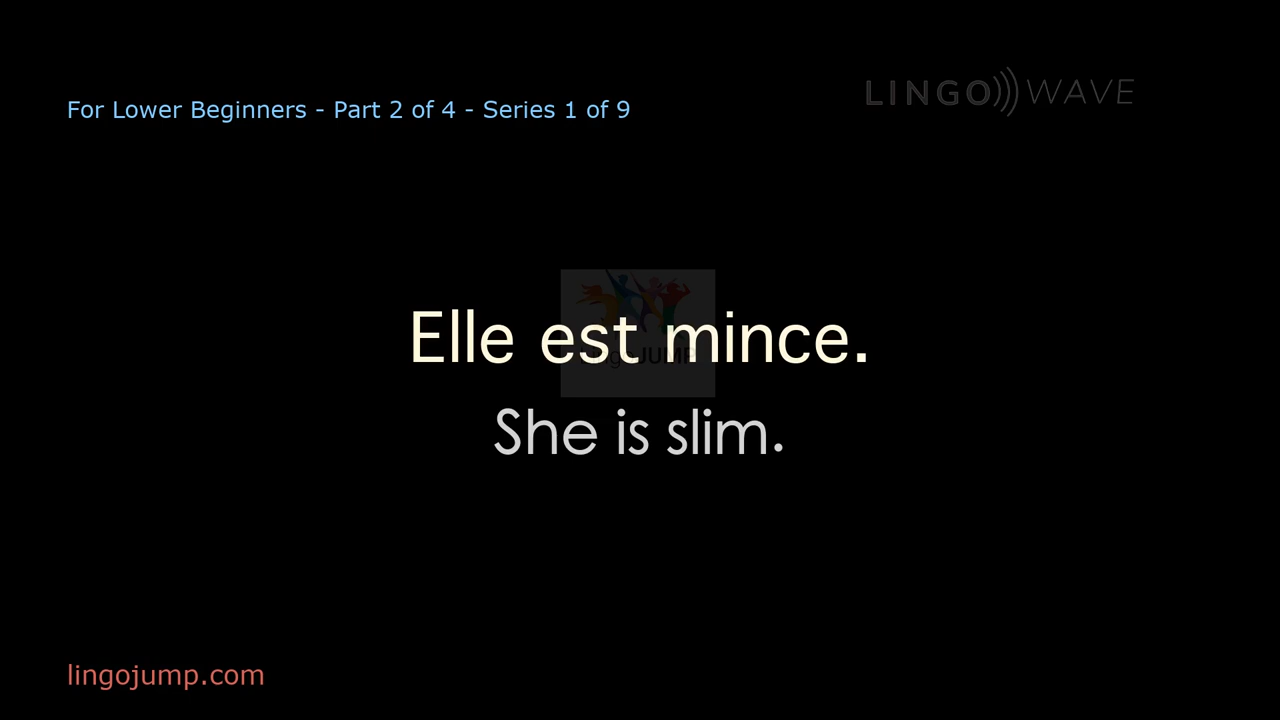 For Lower Beginners - Part 2 of 4 - Series 1 of 9
LINGO WAVE
Elle est mince.
LingoJUMP
She is slim.
lingojump.com